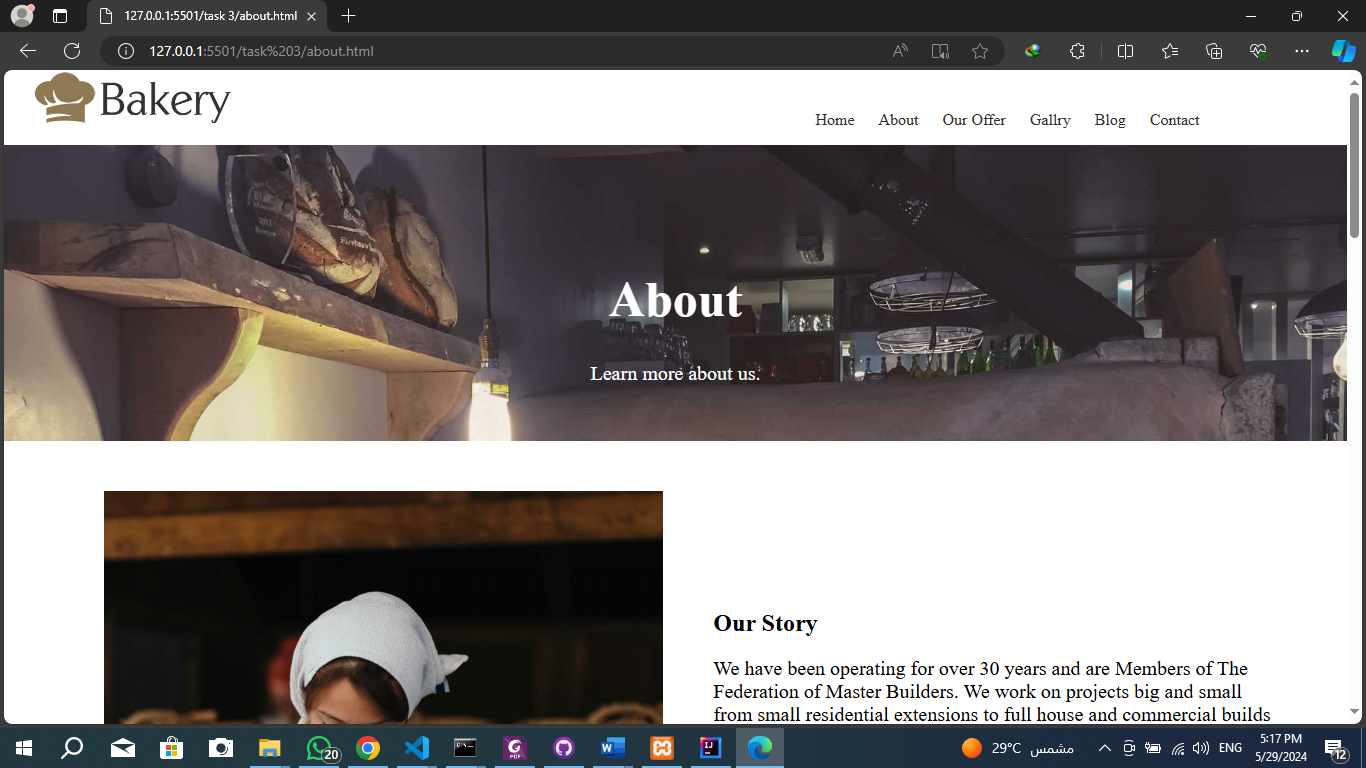 127.0.0.1:5501/task 3/about.html
127.0.0.1:5501/task%203/about.html
Bakery
Home About Our Offer Gallry Blog Contact
About
Learn more about us.
Our Story
We have been operating for over 30 years and are Members of The
Federation of Master Builders. We work on projects big and small
from small residential extensions to full house and commercial builds
20
PDF
29°C مشمس
ENG
5:17 PM
5/29/2024
12